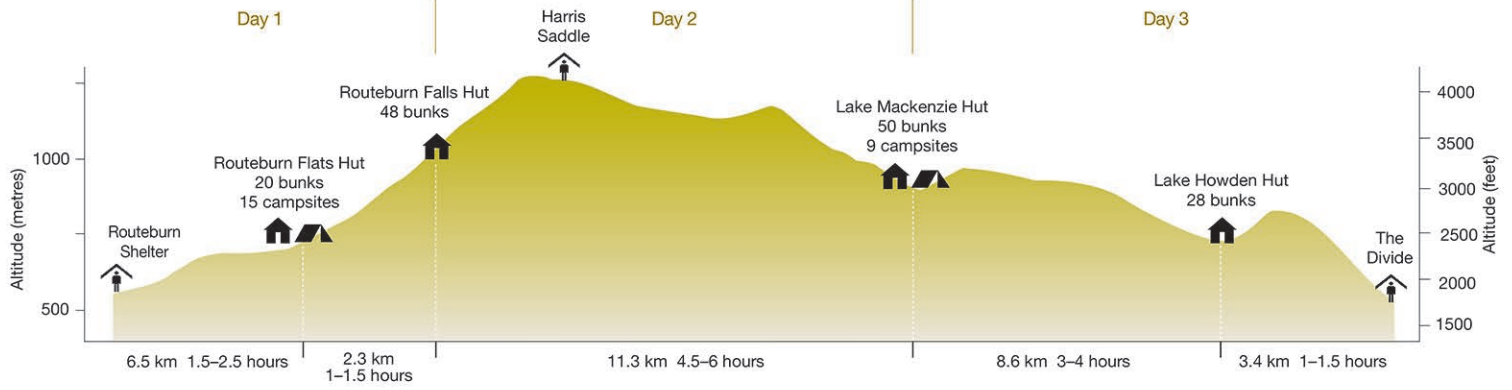 Day 1
Day 2
Day 3
Harris
Saddle
Routeburn Falls Hut
48 bunks
Lake Mackenzie Hut
50 bunks
9 campsites
Routeburn Flats Hut
20 bunks
15 campsites
Lake Howden Hut
28 bunks
Routeburn
Shelter
The
Divide
Altitude (metres)
1000
500
4000
3500
3000
2500
2000
1500
Altitude (feet)
6.5 km 1.5–2.5 hours
2.3 km
1–1.5 hours
11.3 km 4.5–6 hours
8.6 km 3–4 hours
3.4 km 1–1.5 hours